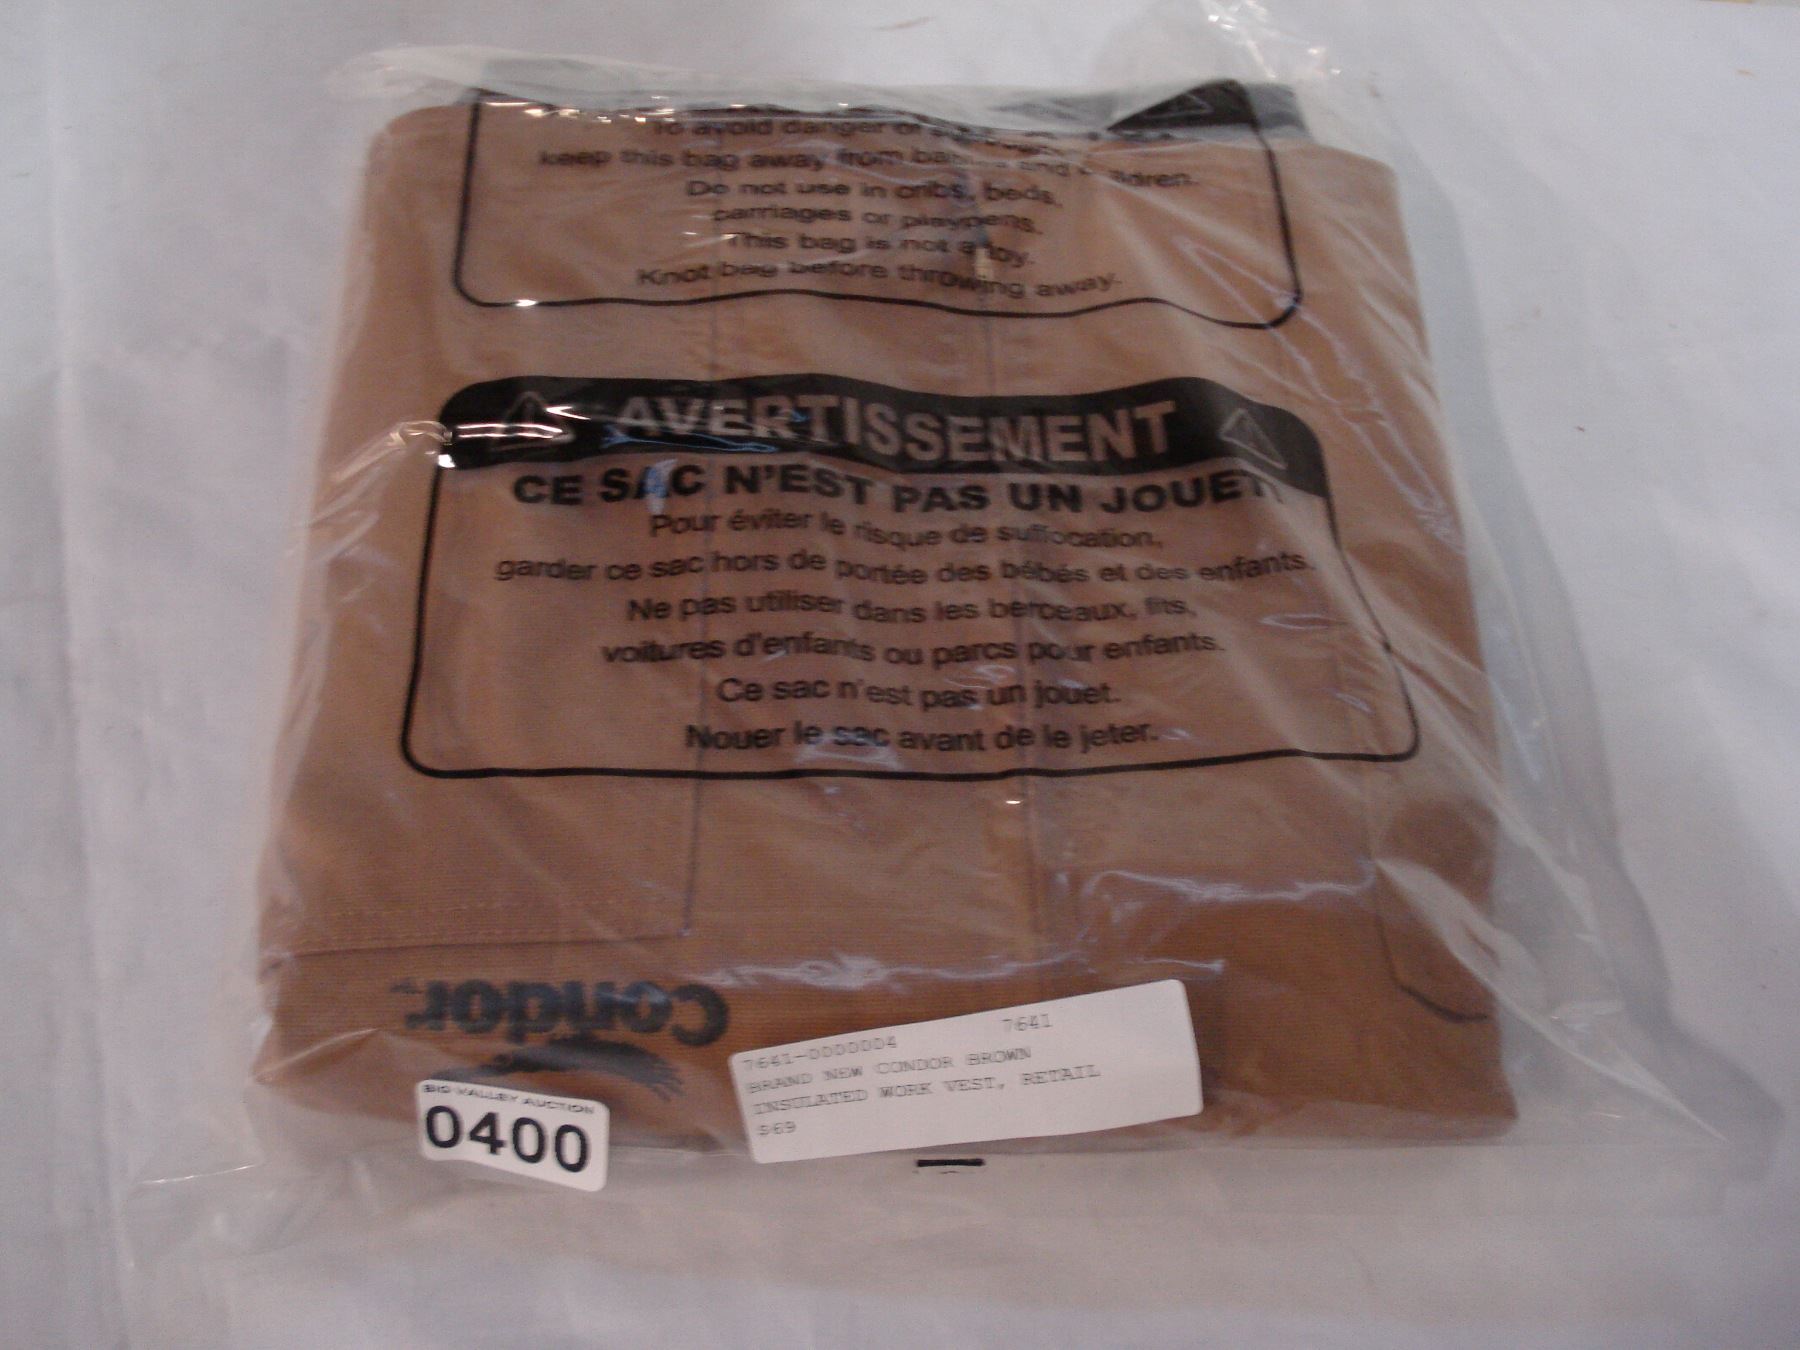 To avoid danger of
keep this bag away from babies and children.
Do not use in cribs, beds,
carriages or playpens.
This bag is not a toy.
Knot bag before throwing away.
AVERTISSEMENT
CE SAC N'EST PAS UN JOUET!
Pour éviter le risque de suffocation,
garder ce sac hors de portée des bébés et des enfants.
Ne pas utiliser dans les berceaux, lits,
voitures d'enfants ou parcs pour enfants.
Ce sac n'est pas un jouet.
Nouer le sac avant de le jeter.
Condor
7641-0000004 7641
BRAND NEW CONDOR BROWN
INSULATED WORK VEST, RETAIL
$69
BIG VALLEY AUCTION
0400